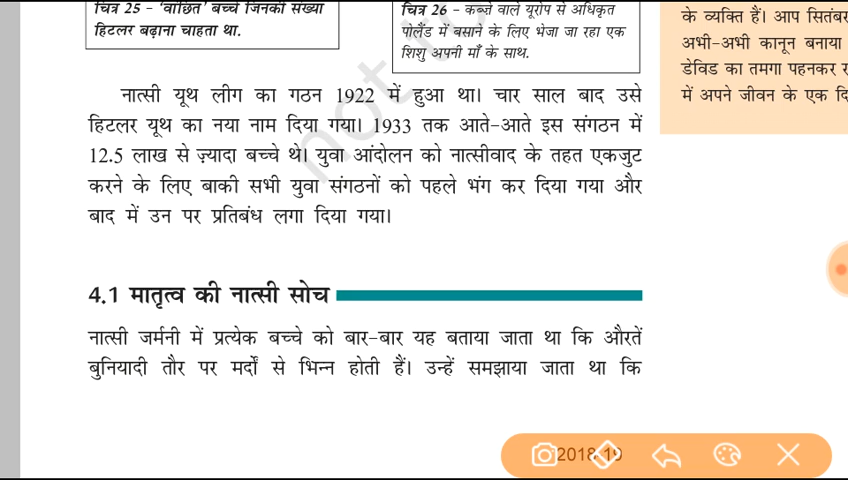 चित्र 25 – 'वांछित' बच्चे जिनकी संख्या
हिटलर बढ़ाना चाहता था.
चित्र 26 – कब्ज़े वाले यूरोप से अधिकृत
पोलैंड में बसाने के लिए भेजा जा रहा एक
शिशु अपनी माँ के साथ.
के व्यक्ति हैं। आप सितंबर
अभी-अभी कानून बनाया
डेविड का तमगा पहनकर
में अपने जीवन के एक
नात्सी यूथ लीग का गठन 1922 में हुआ था। चार साल बाद उसे
हिटलर यूथ का नया नाम दिया गया। 1933 तक आते-आते इस संगठन में
12.5 लाख से ज़्यादा बच्चे थे। युवा आंदोलन को नात्सीवाद के तहत एकजुट
करने के लिए बाकी सभी युवा संगठनों को पहले भंग कर दिया गया और
बाद में उन पर प्रतिबंध लगा दिया गया।
4.1 मातृत्व की नात्सी सोच
नात्सी जर्मनी में प्रत्येक बच्चे को बार-बार यह बताया जाता था कि औरतें
बुनियादी तौर पर मर्दों से भिन्न होती हैं। उन्हें समझाया जाता था कि
not to
2018-19